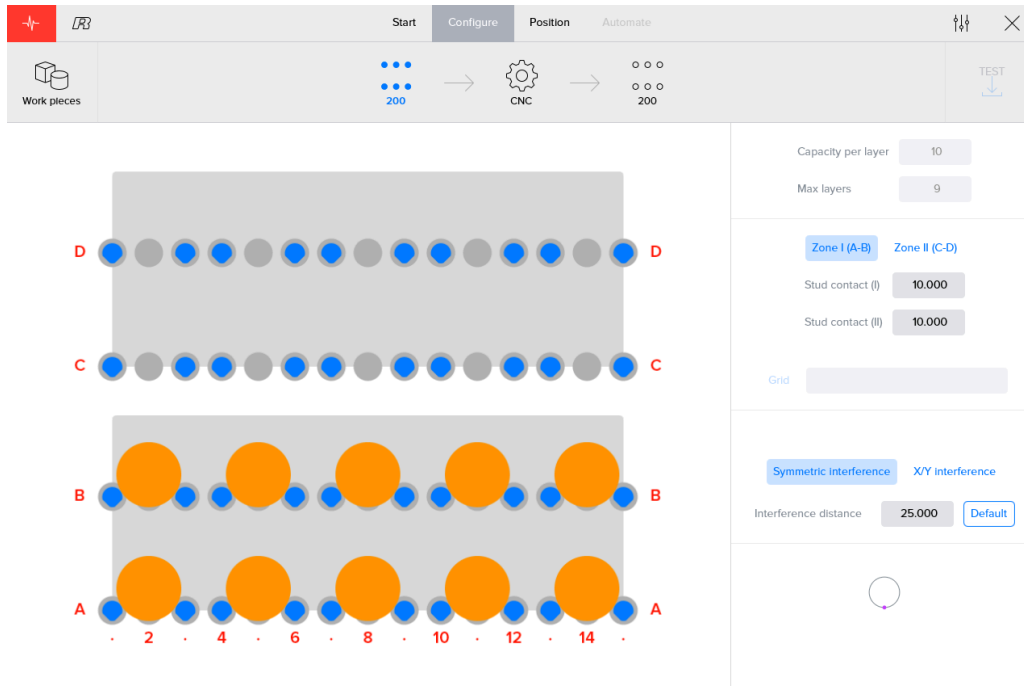 Start Configure Position Automate
Work pieces
200
CNC
200
TEST
Capacity per layer 10
Max layers 9
Zone I (A-B) Zone II (C-D)
Stud contact (I) 10.000
Stud contact (II) 10.000
Grid
Symmetric interference X/Y interference
Interference distance 25.000 Default
D D
C C
B B
A A
· 2 · 4 · 6 · 8 · 10 · 12 · 14 ·